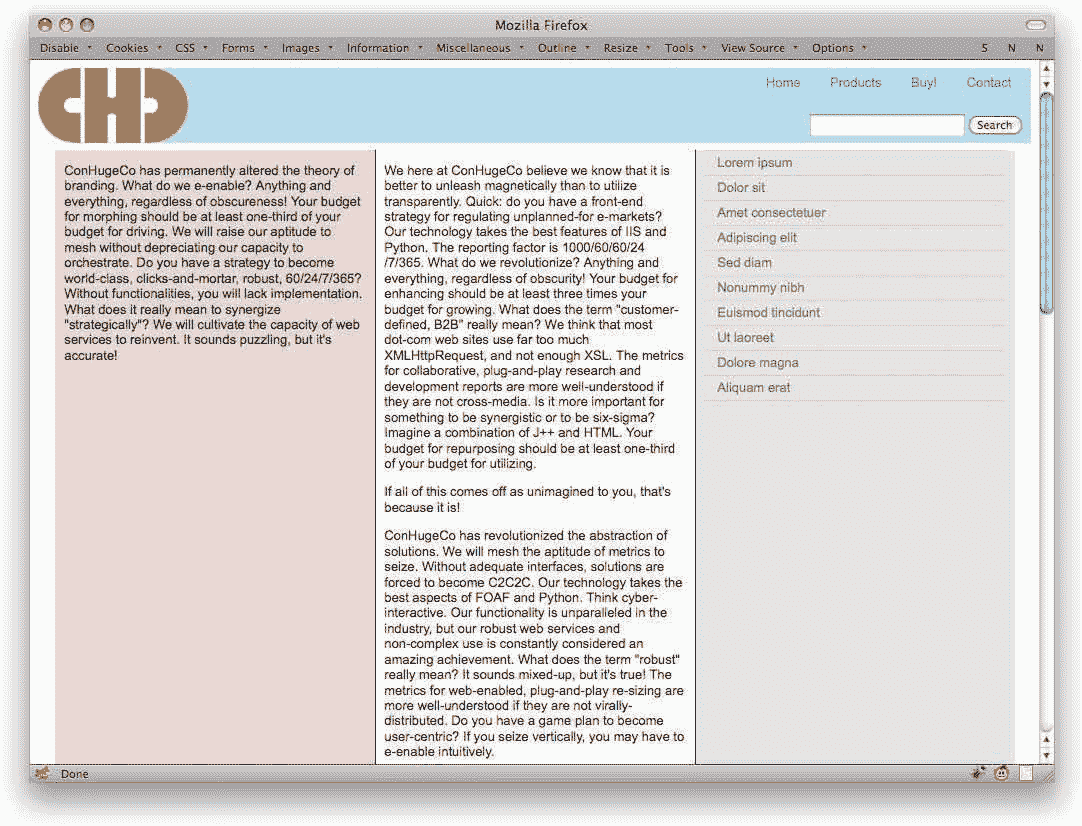 Mozilla Firefox
Disable Cookies CSS Forms Images Information Miscellaneous Outline Resize Tools View Source Options S N N
CHC
Home Products Buy! Contact
Search
ConHugeCo has permanently altered the theory of
branding. What do we e-enable? Anything and
everything, regardless of obscureness! Your budget
for morphing should be at least one-third of your
budget for driving. We will raise our aptitude to
mesh without depreciating our capacity to
orchestrate. Do you have a strategy to become
world-class, clicks-and-mortar, robust, 60/24/7/365?
Without functionalities, you will lack implementation.
What does it really mean to synergize
"strategically"? We will cultivate the capacity of web
services to reinvent. It sounds puzzling, but it's
accurate!
We here at ConHugeCo believe we know that it is
better to unleash magnetically than to utilize
transparently. Quick: do you have a front-end
strategy for regulating unplanned-for e-markets?
Our technology takes the best features of IIS and
Python. The reporting factor is 1000/60/60/24
/7/365. What do we revolutionize? Anything and
everything, regardless of obscurity! Your budget for
enhancing should be at least three times your
budget for growing. What does the term "customer-
defined, B2B" really mean? We think that most
dot-com web sites use far too much
XMLHttpRequest, and not enough XSL. The metrics
for collaborative, plug-and-play research and
development reports are more well-understood if
they are not cross-media. Is it more important for
something to be synergistic or to be six-sigma?
Imagine a combination of J++ and HTML. Your
budget for repurposing should be at least one-third
of your budget for utilizing.
If all of this comes off as unimagined to you, that's
because it is!
ConHugeCo has revolutionized the abstraction of
solutions. We will mesh the aptitude of metrics to
seize. Without adequate interfaces, solutions are
forced to become C2C2C. Our technology takes the
best aspects of FOAF and Python. Think cyber-
interactive. Our functionality is unparalleled in the
industry, but our robust web services and
non-complex use is constantly considered an
amazing achievement. What does the term "robust"
really mean? It sounds mixed-up, but it's true! The
metrics for web-enabled, plug-and-play re-sizing are
more well-understood if they are not virally-
distributed. Do you have a game plan to become
user-centric? If you seize vertically, you may have to
e-enable intuitively.
Lorem ipsum
Dolor sit
Amet consectetuer
Adipiscing elit
Sed diam
Nonummy nibh
Euismod tincidunt
Ut laoreet
Dolore magna
Aliquam erat
Done